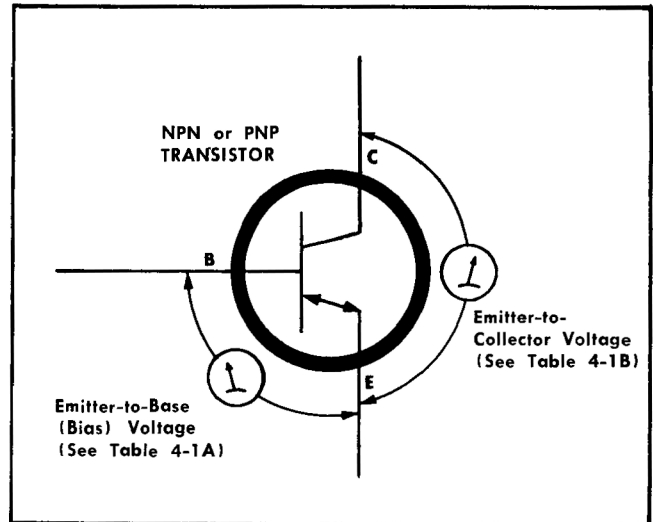 NPN or PNP
TRANSISTOR
C
B
E
Emitter-to-
Collector Voltage
(See Table 4-1B)
Emitter-to-Base
(Bias) Voltage
(See Table 4-1A)